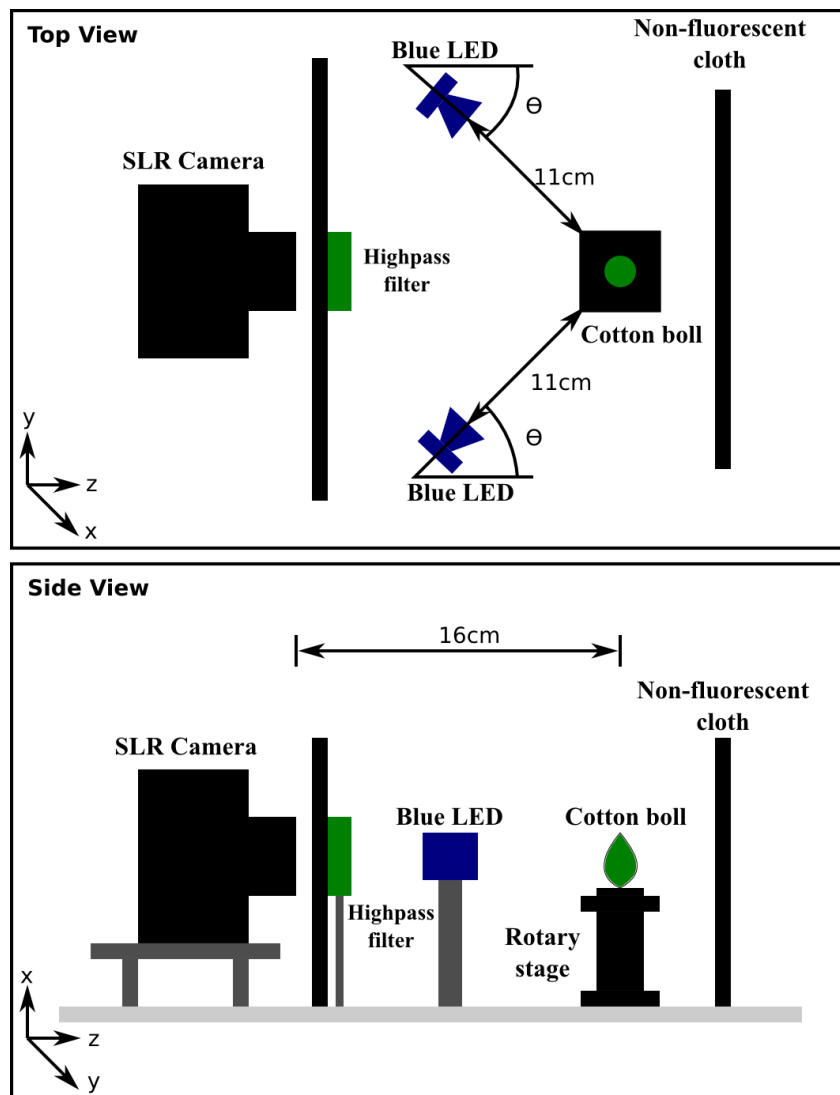 Top View
Blue LED
Non-fluorescent
cloth
θ
SLR Camera
11cm
Highpass
filter
Cotton boll
11cm
θ
y
z
x
Blue LED
Side View
16cm
Non-fluorescent
cloth
SLR Camera
Blue LED
Cotton boll
Highpass
filter
Rotary
stage
x
z
y